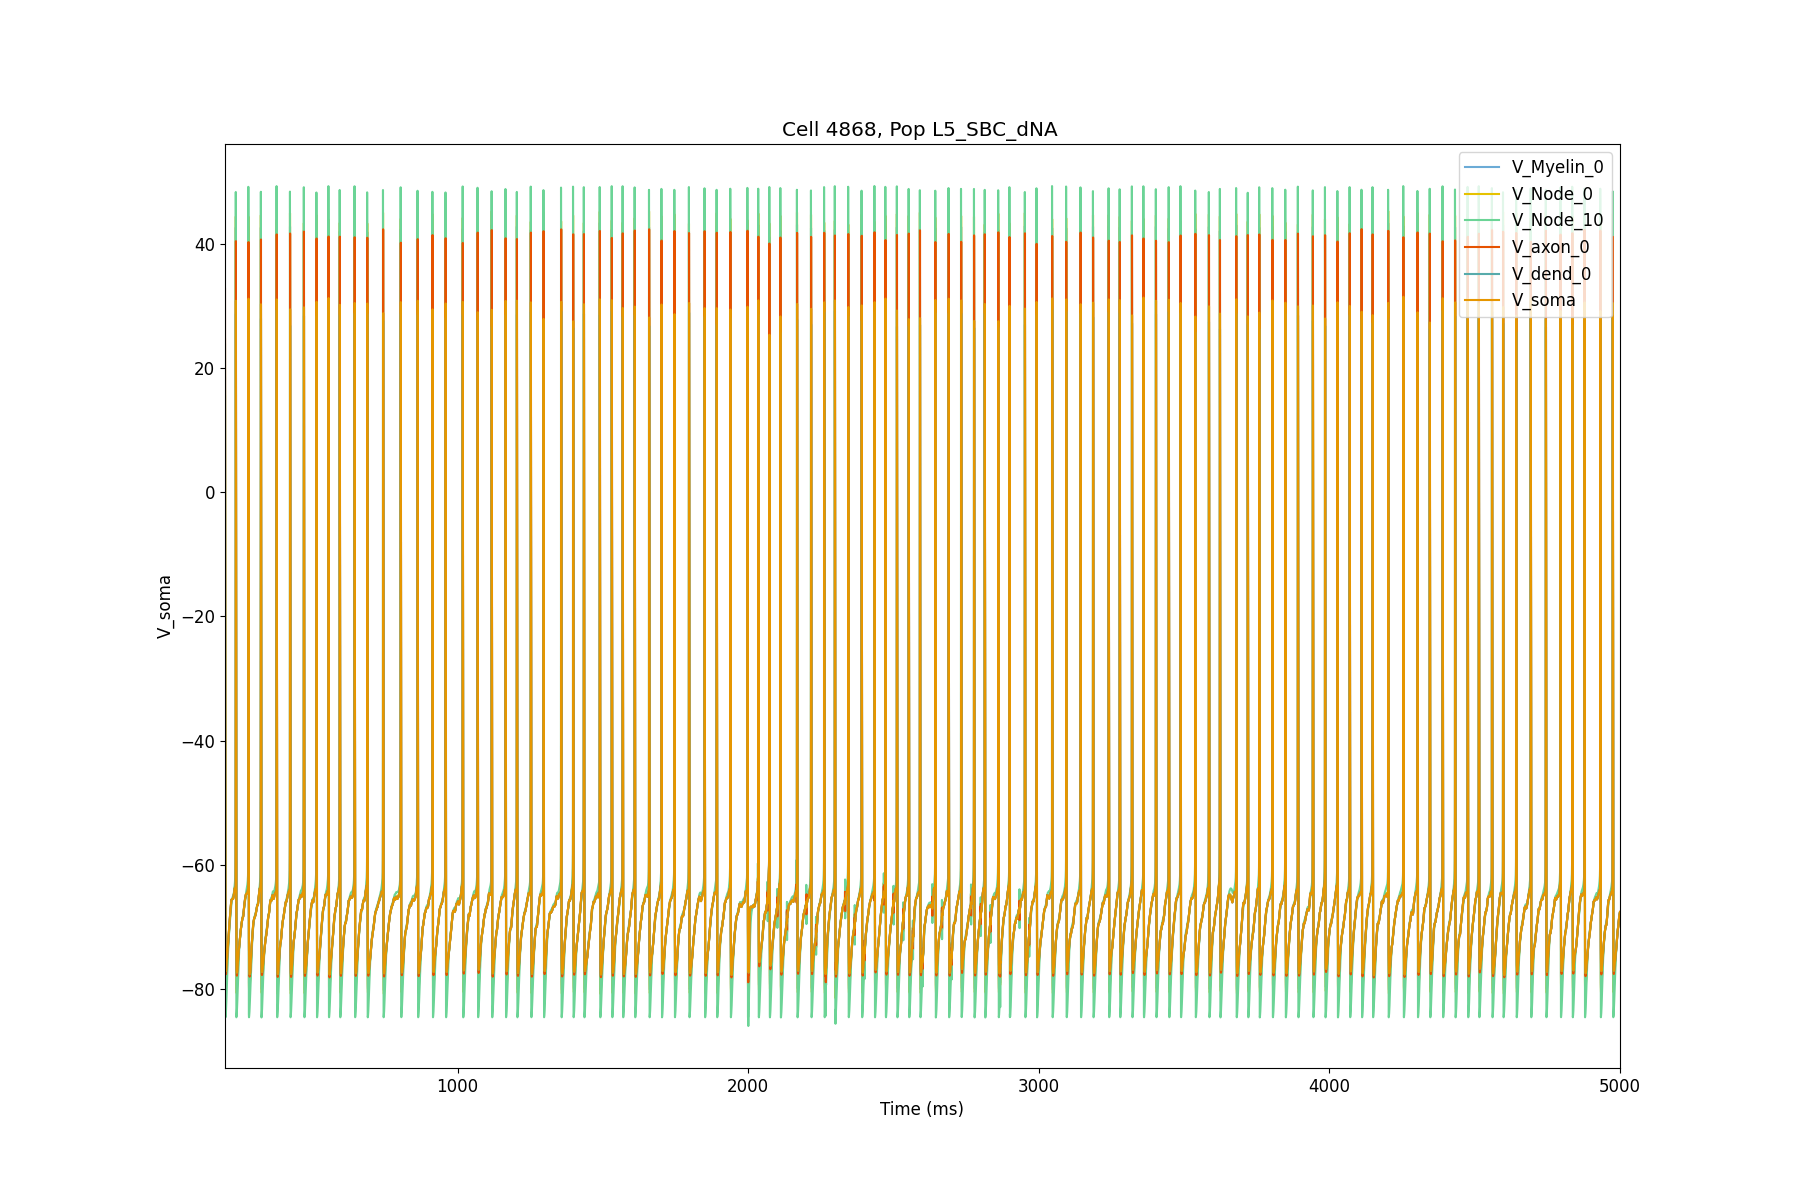 Cell 4868, Pop L5_SBC_dNA
V_Myelin_0
V_Node_0
V_Node_10
V_axon_0
V_dend_0
V_soma
40
20
0
−20
−40
−60
−80
V_soma
1000
2000
3000
4000
5000
Time (ms)